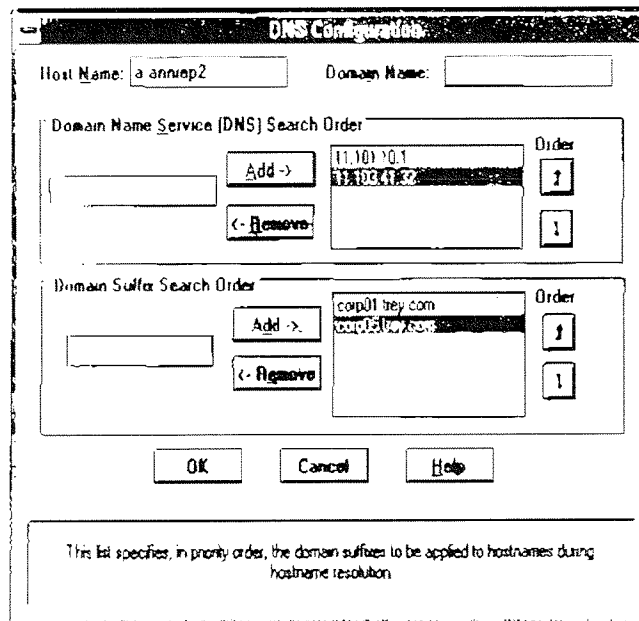 DNS Configuration
Host Name: a-anniep2
Domain Name:
Domain Name Service (DNS) Search Order
Add ->
<- Remove
Order
Domain Suffix Search Order
corp01.trey.com
Add ->
<- Remove
Order
OK
Cancel
Help
This list specifies, in priority order, the domain suffixes to be applied to hostnames during
hostname resolution